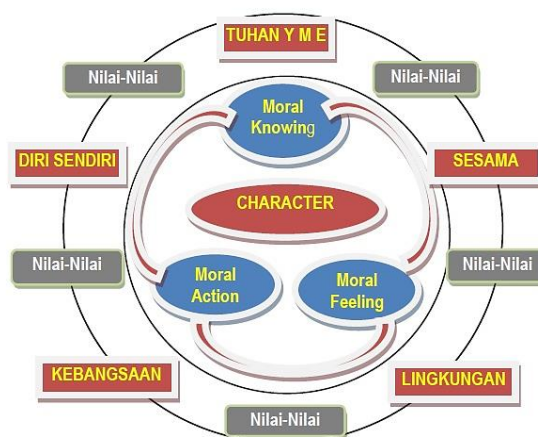 TUHAN Y M E
Nilai-Nilai
Nilai-Nilai
Moral
Knowing
DIRI SENDIRI
SESAMA
CHARACTER
Nilai-Nilai
Nilai-Nilai
Moral
Action
Moral
Feeling
KEBANGSAAN
LINGKUNGAN
Nilai-Nilai